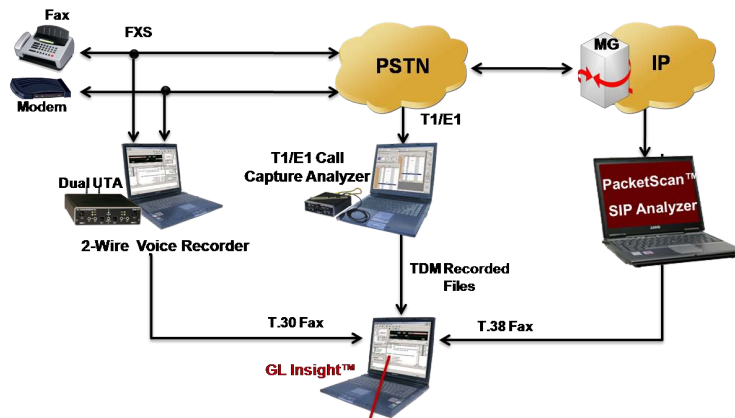 Fax
FXS
Modem
PSTN
MG
IP
T1/E1
Dual UTA
2-Wire Voice Recorder
T1/E1 Call
Capture Analyzer
PacketScan™
SIP Analyzer
TDM Recorded
Files
T.30 Fax
T.38 Fax
GL Insight™